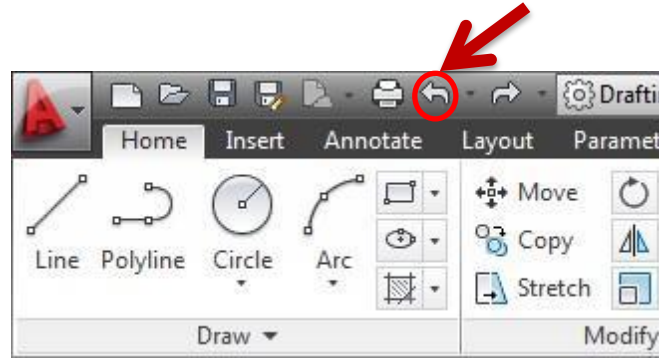 Drafti
Home Insert Annotate Layout Paramet
Move
Copy
Line Polyline Circle Arc
Stretch
Draw Modify